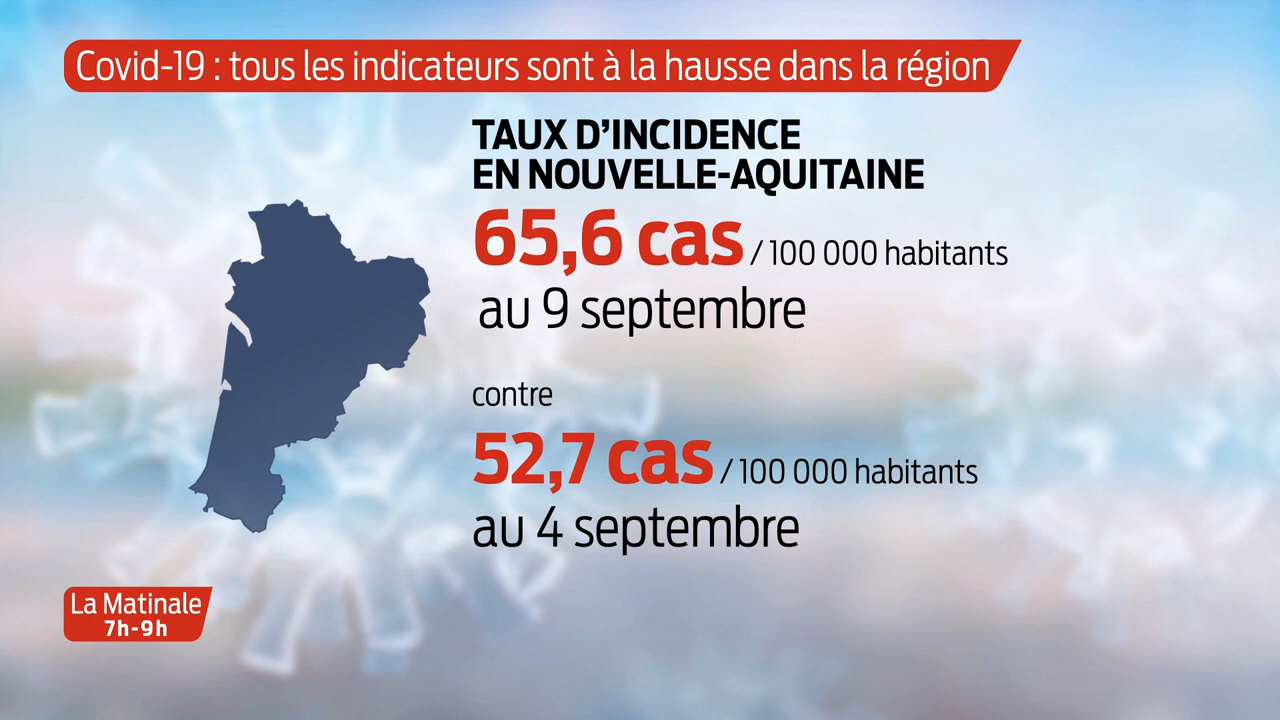 Covid-19 : tous les indicateurs sont à la hausse dans la région
TAUX D’INCIDENCE
EN NOUVELLE-AQUITAINE
65,6 cas / 100 000 habitants
au 9 septembre
contre
52,7 cas / 100 000 habitants
au 4 septembre
La Matinale
7h-9h